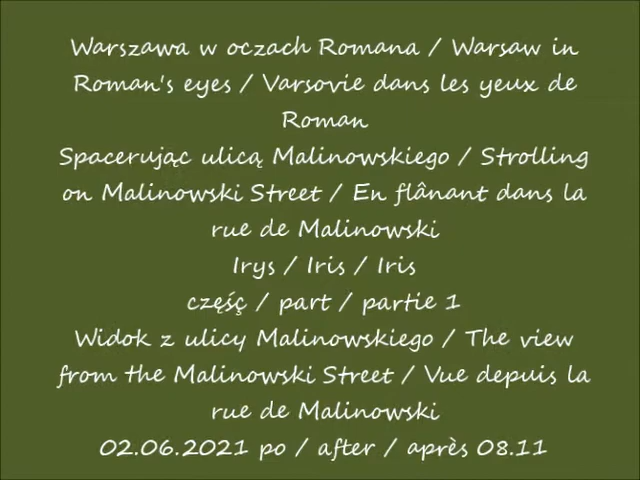 Warszawa w oczach Romana / Warsaw in
Roman's eyes / Varsovie dans les yeux de
Roman
Spacerując ulicą Malinowskiego / Strolling
on Malinowski Street / En flânant dans la
rue de Malinowski
Irys / Iris / Iris
część / part / partie 1
Widok z ulicy Malinowskiego / The view
from the Malinowski Street / Vue depuis la
rue de Malinowski
02.06.2021 po / after / après 08.11